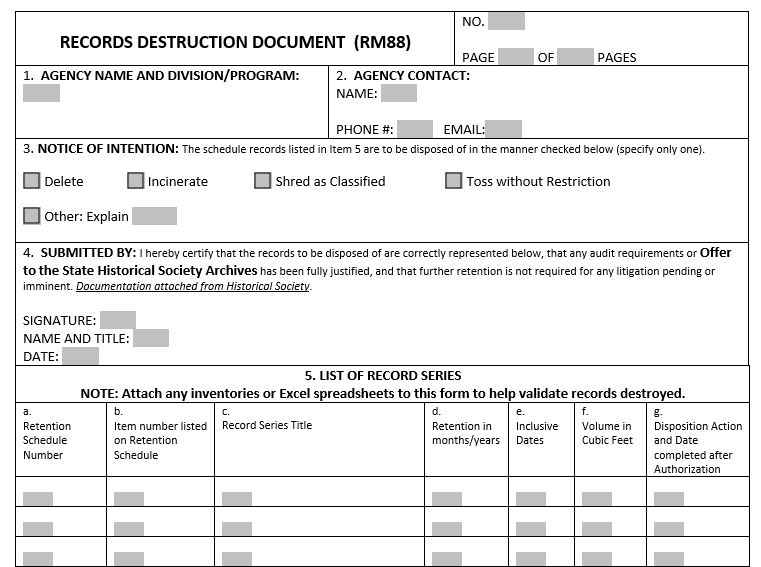 RECORDS DESTRUCTION DOCUMENT (RM88)
NO.
PAGE OF PAGES
1. AGENCY NAME AND DIVISION/PROGRAM:
2. AGENCY CONTACT:
NAME:
PHONE #: EMAIL:
3. NOTICE OF INTENTION: The schedule records listed in Item 5 are to be disposed of in the manner checked below (specify only one).
Delete Incinerate Shred as Classified Toss without Restriction
Other: Explain
4. SUBMITTED BY: I hereby certify that the records to be disposed of are correctly represented below, that any audit requirements or Offer
to the State Historical Society Archives has been fully justified, and that further retention is not required for any litigation pending or
imminent. Documentation attached from Historical Society.
SIGNATURE:
NAME AND TITLE:
DATE:
5. LIST OF RECORD SERIES
NOTE: Attach any inventories or Excel spreadsheets to this form to help validate records destroyed.
a.
Retention
Schedule
Number
b.
Item number listed
on Retention
Schedule
c.
Record Series Title
d.
Retention in
months/years
e.
Inclusive
Dates
f.
Volume in
Cubic Feet
g.
Disposition Action
and Date
completed after
Authorization